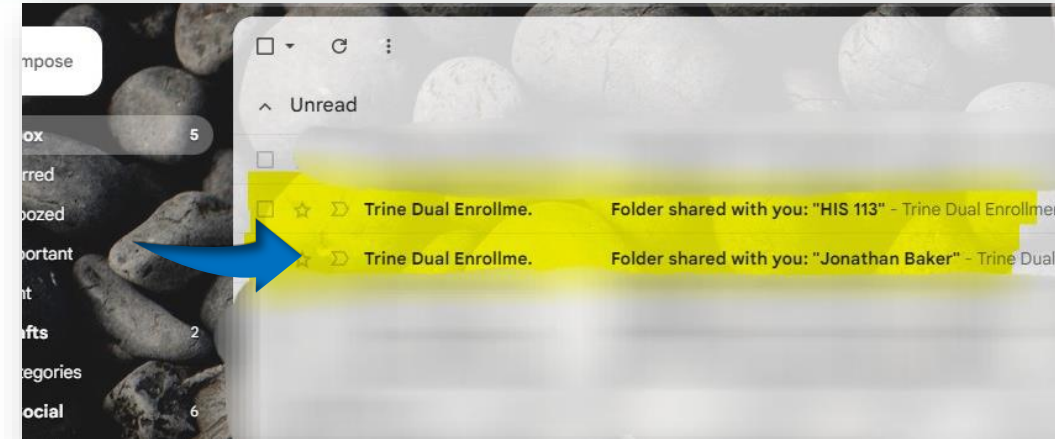 mpose
Unread
ox 5
rred
oozed
Trine Dual Enrollme. Folder shared with you: "HIS 113" - Trine Dual Enrollmen
portant
Trine Dual Enrollme. Folder shared with you: "Jonathan Baker" - Trine Dual
nt
afts 2
tegories
ocial 6